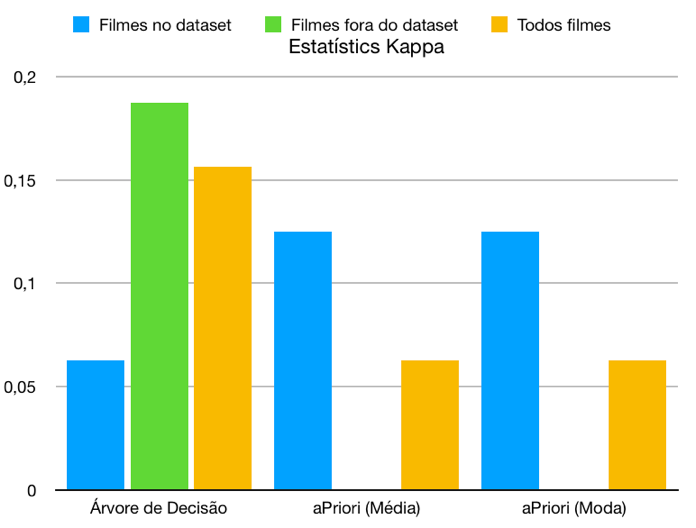 Filmes no dataset Filmes fora do dataset Todos filmes
Estatístics Kappa
0,2
0,15
0,1
0,05
0
Árvore de Decisão aPriori (Média) aPriori (Moda)